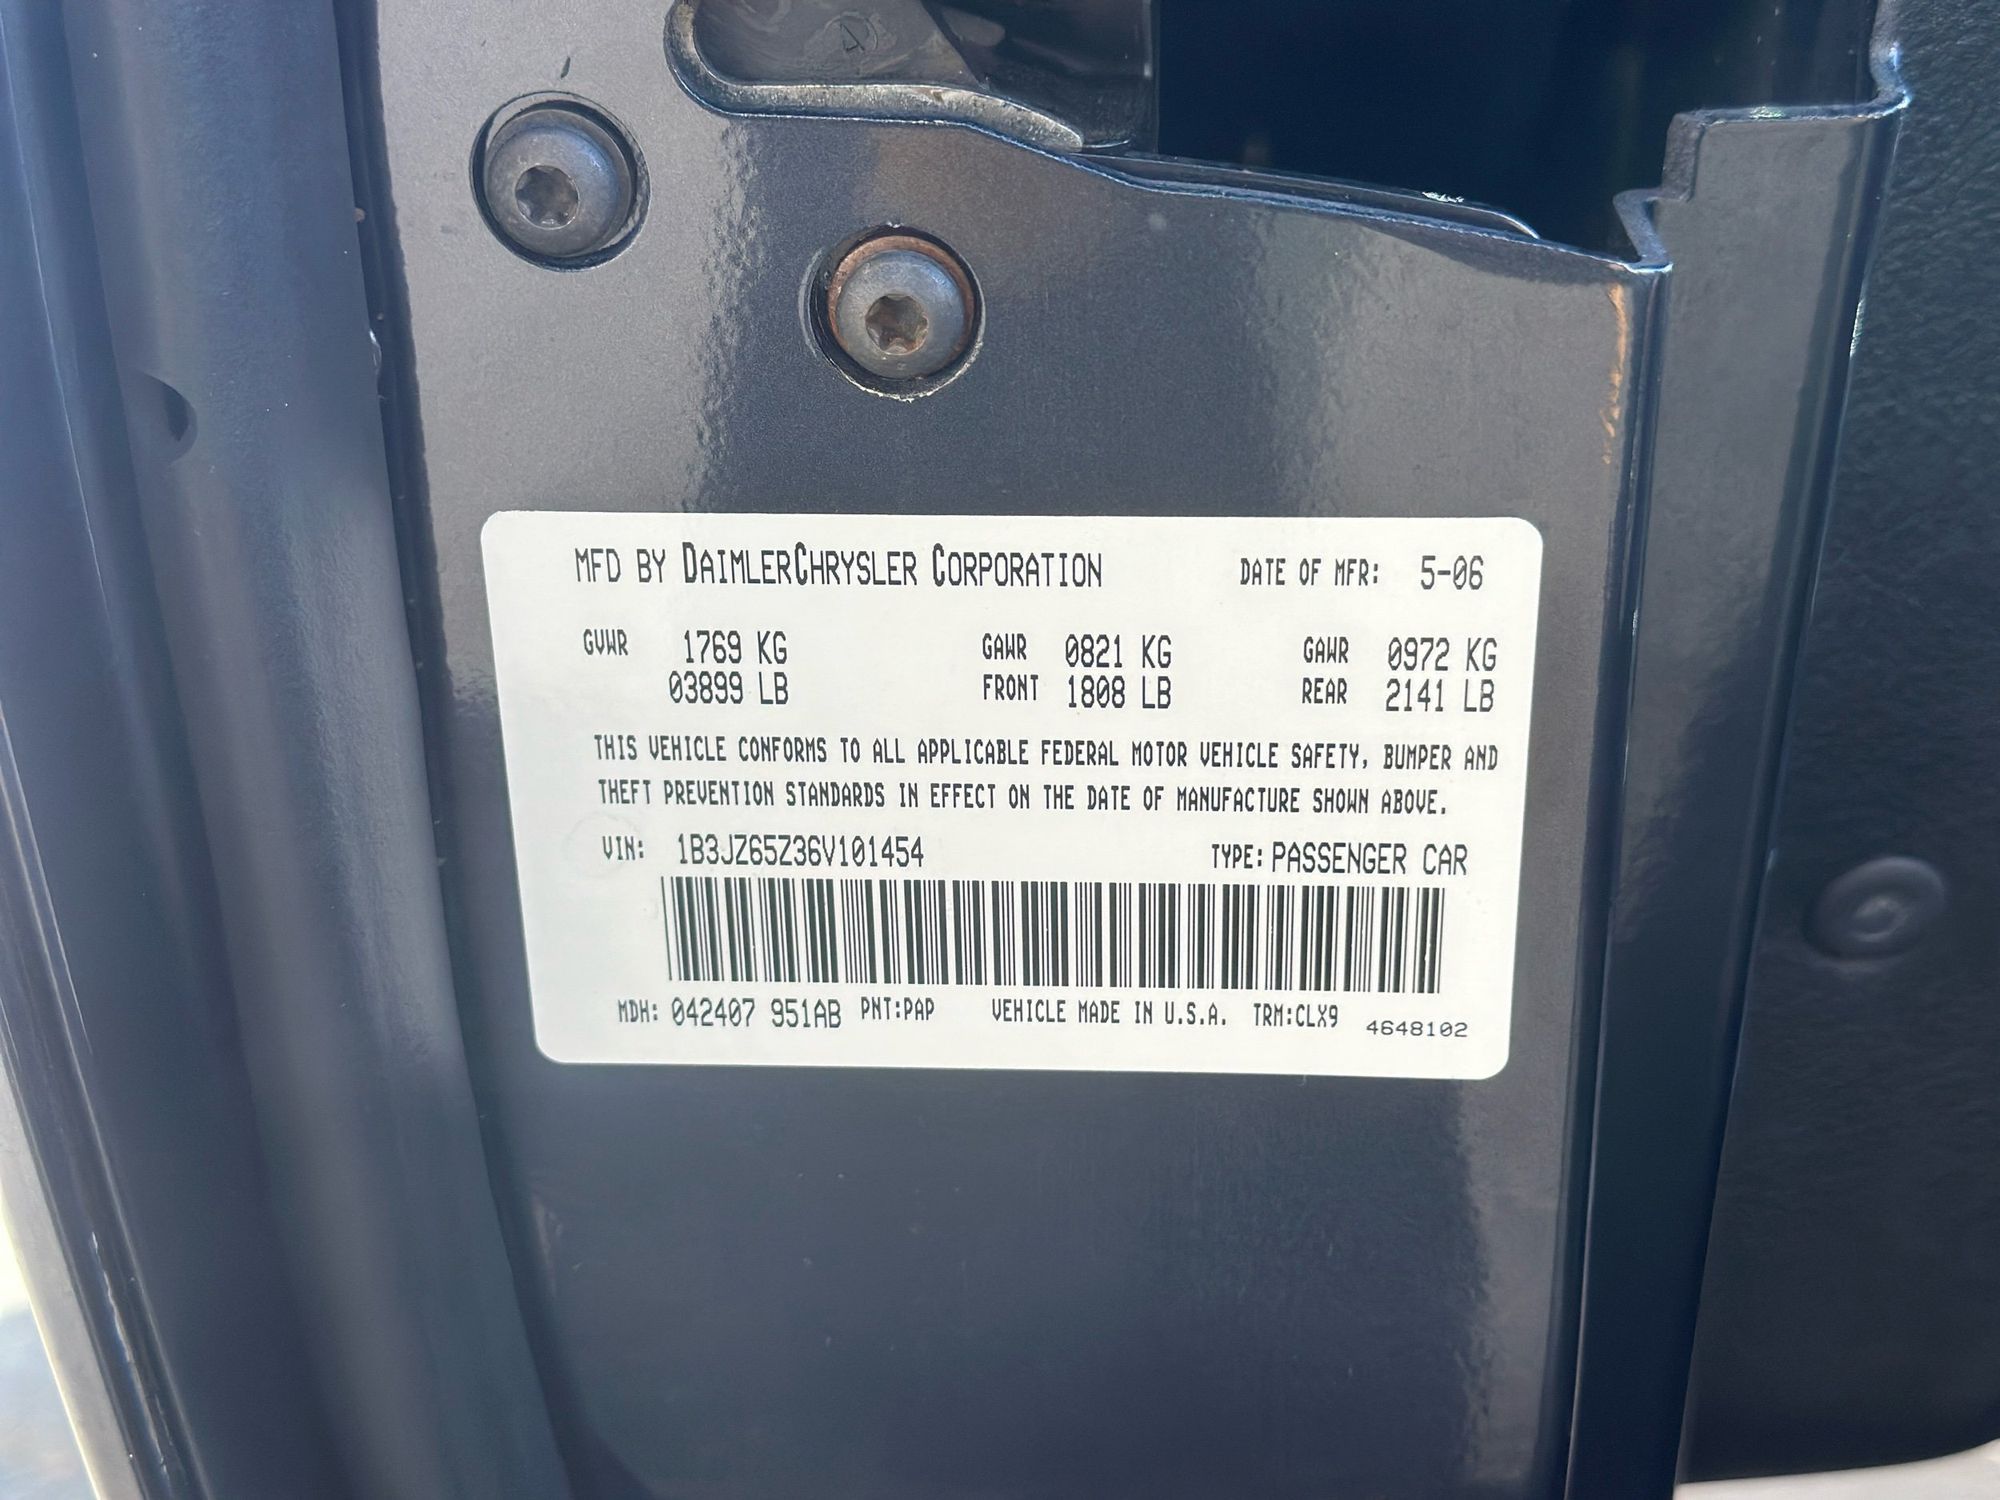 MFD BY DAIMLERCHRYSLER CORPORATION DATE OF MFR: 5-06
GVWR 1769 KG GAWR 0821 KG GAWR 0972 KG
03899 LB FRONT 1808 LB REAR 2141 LB
THIS VEHICLE CONFORMS TO ALL APPLICABLE FEDERAL MOTOR VEHICLE SAFETY, BUMPER AND
THEFT PREVENTION STANDARDS IN EFFECT ON THE DATE OF MANUFACTURE SHOWN ABOVE.
VIN: 1B3JZ65Z36V101454 TYPE: PASSENGER CAR
MDH: 042407 951AB PNT:PAP VEHICLE MADE IN U.S.A. TRM:CLX9 4648102